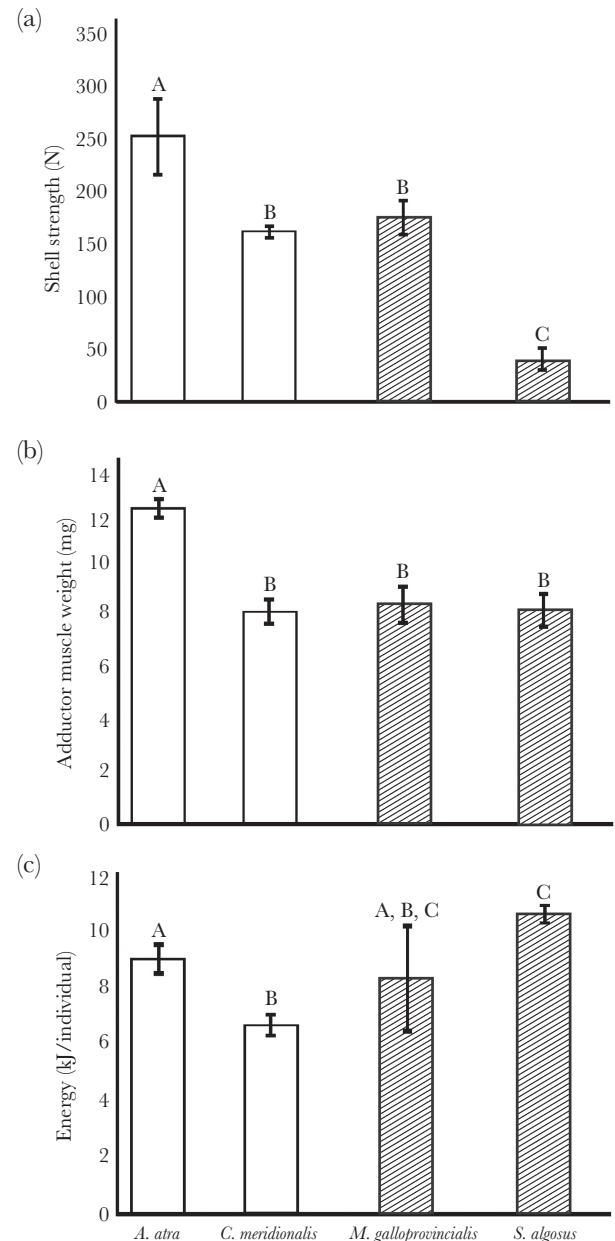 (a)
350
300
250
200
150
100
50
0
Shell strength (N)
A
B
B
C
(b)
14
12
10
8
6
4
2
0
Adductor muscle weight (mg)
A
B
B
B
(c)
12
10
8
6
4
2
0
Energy (kJ/individual)
A
B
A, B, C
C
A. atra C. meridionalis M. galloprovincialis S. algosus